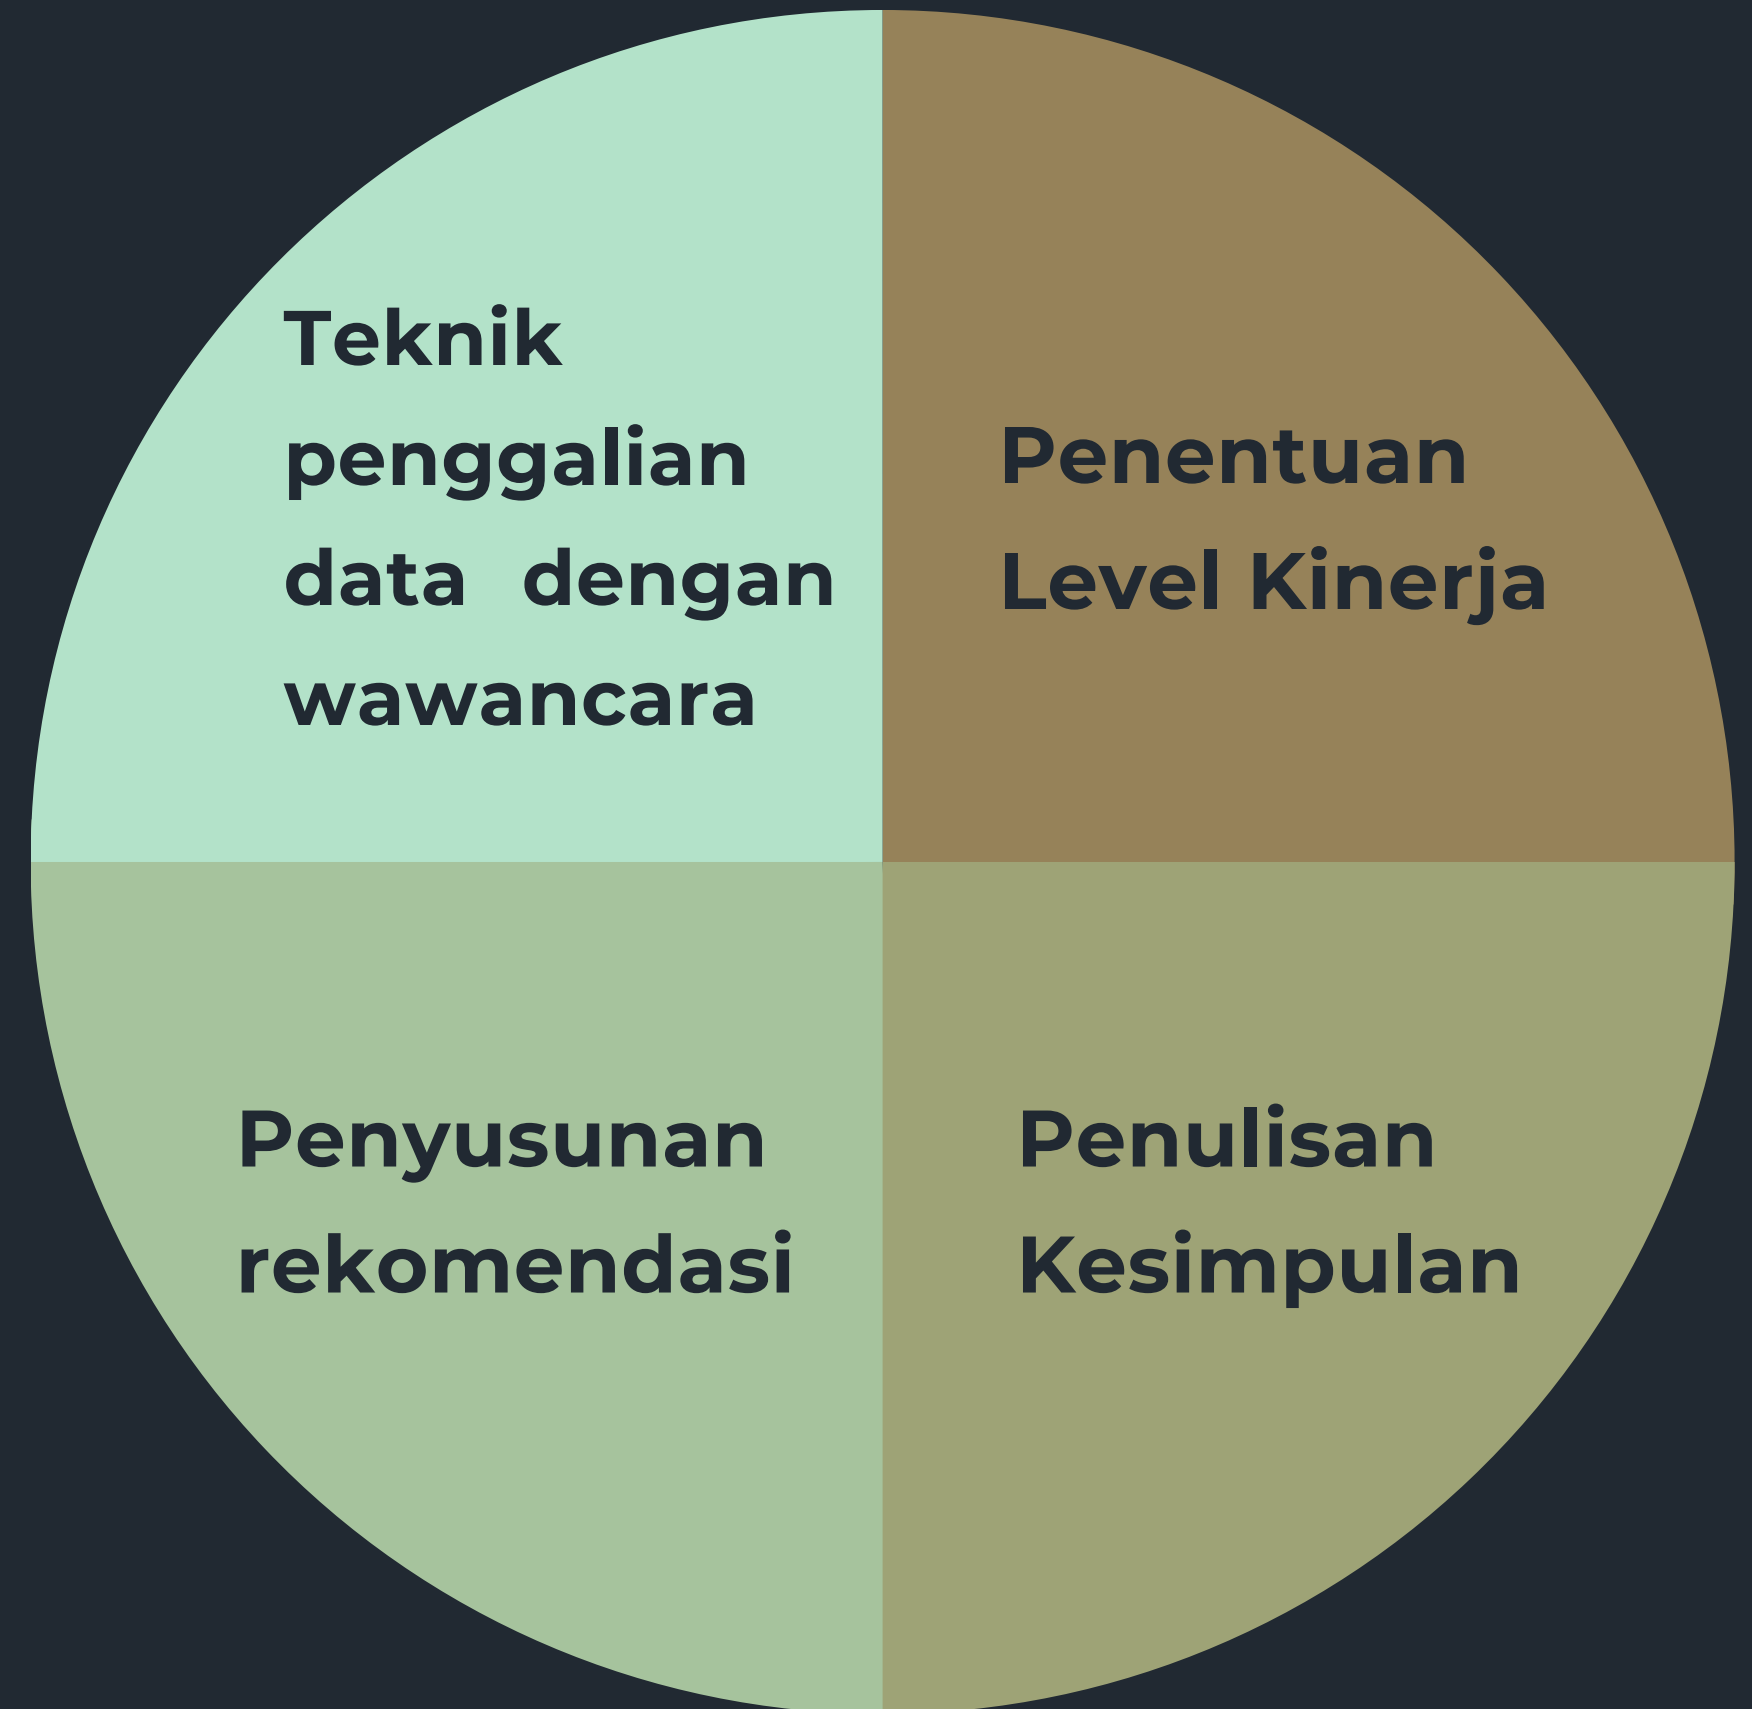 Teknik
penggalian
data dengan
wawancara
Penentuan
Level Kinerja
Penyusunan
rekomendasi
Penulisan
Kesimpulan